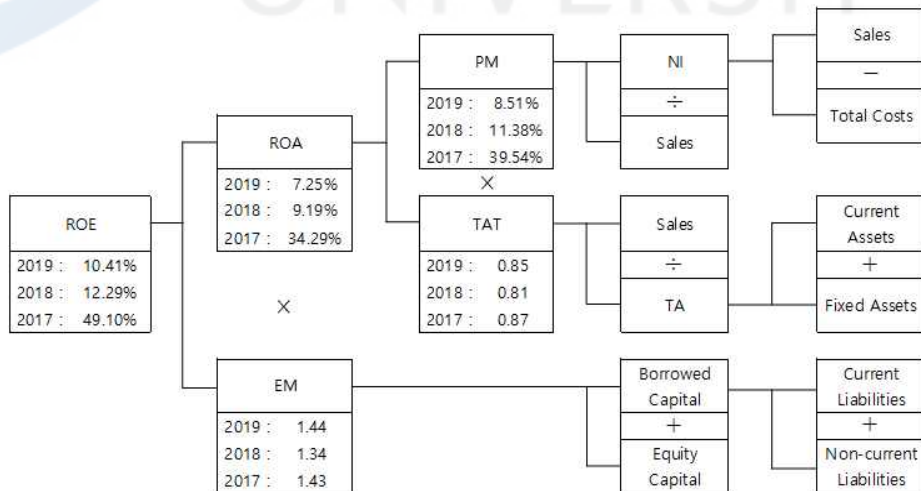 UNIVERSIT
Sales
−
Total Costs
PM
2019 : 8.51%
2018 : 11.38%
2017 : 39.54%
NI
÷
Sales
ROA
2019 : 7.25%
2018 : 9.19%
2017 : 34.29%
×
ROE
2019 : 10.41%
2018 : 12.29%
2017 : 49.10%
TAT
2019 : 0.85
2018 : 0.81
2017 : 0.87
Sales
÷
TA
Current
Assets
+
Fixed Assets
×
EM
2019 : 1.44
2018 : 1.34
2017 : 1.43
Borrowed
Capital
+
Equity
Capital
Current
Liabilities
+
Non-current
Liabilities